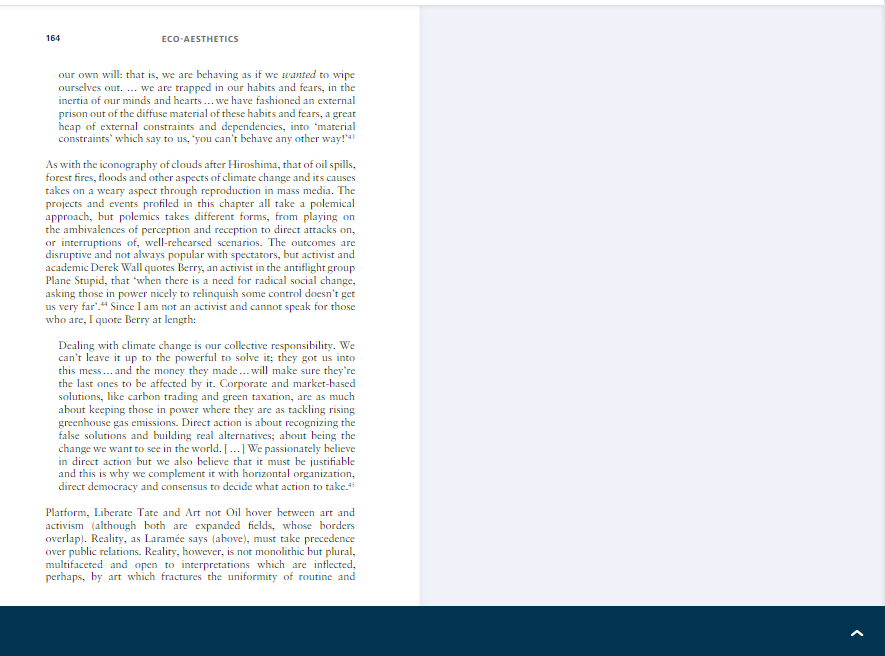 164
ECO-AESTHETICS
our own will: that is, we are behaving as if we wanted to wipe
ourselves out. ... we are trapped in our habits and fears, in the
inertia of our minds and hearts ... we have fashioned an external
prison out of the diffuse material of these habits and fears, a great
heap of external constraints and dependencies, into ‘material
constraints’ which say to us, ‘you can’t behave any other way!’⁴³
As with the iconography of clouds after Hiroshima, that of oil spills,
forest fires, floods and other aspects of climate change and its causes
takes on a weary aspect through reproduction in mass media. The
projects and events profiled in this chapter all take a polemical
approach, but polemics takes different forms, from playing on
the ambivalences of perception and reception to direct attacks on,
or interruptions of, well-rehearsed scenarios. The outcomes are
disruptive and not always popular with spectators, but activist and
academic Derek Wall quotes Berry, an activist in the antiflight group
Plane Stupid, that ‘when there is a need for radical social change,
asking those in power nicely to relinquish some control doesn’t get
us very far’.⁴⁴ Since I am not an activist and cannot speak for those
who are, I quote Berry at length:
Dealing with climate change is our collective responsibility. We
can’t leave it up to the powerful to solve it; they got us into
this mess ... and the money they made ... will make sure they’re
the last ones to be affected by it. Corporate and market-based
solutions, like carbon trading and green taxation, are as much
about keeping those in power where they are as tackling rising
greenhouse gas emissions. Direct action is about recognizing the
false solutions and building real alternatives; about being the
change we want to see in the world. [ ... ] We passionately believe
in direct action but we also believe that it must be justifiable
and this is why we complement it with horizontal organization,
direct democracy and consensus to decide what action to take.⁴⁵
Platform, Liberate Tate and Art not Oil hover between art and
activism (although both are expanded fields, whose borders
overlap). Reality, as Laramée says (above), must take precedence
over public relations. Reality, however, is not monolithic but plural,
multifaceted and open to interpretations which are inflected,
perhaps, by art which fractures the uniformity of routine and